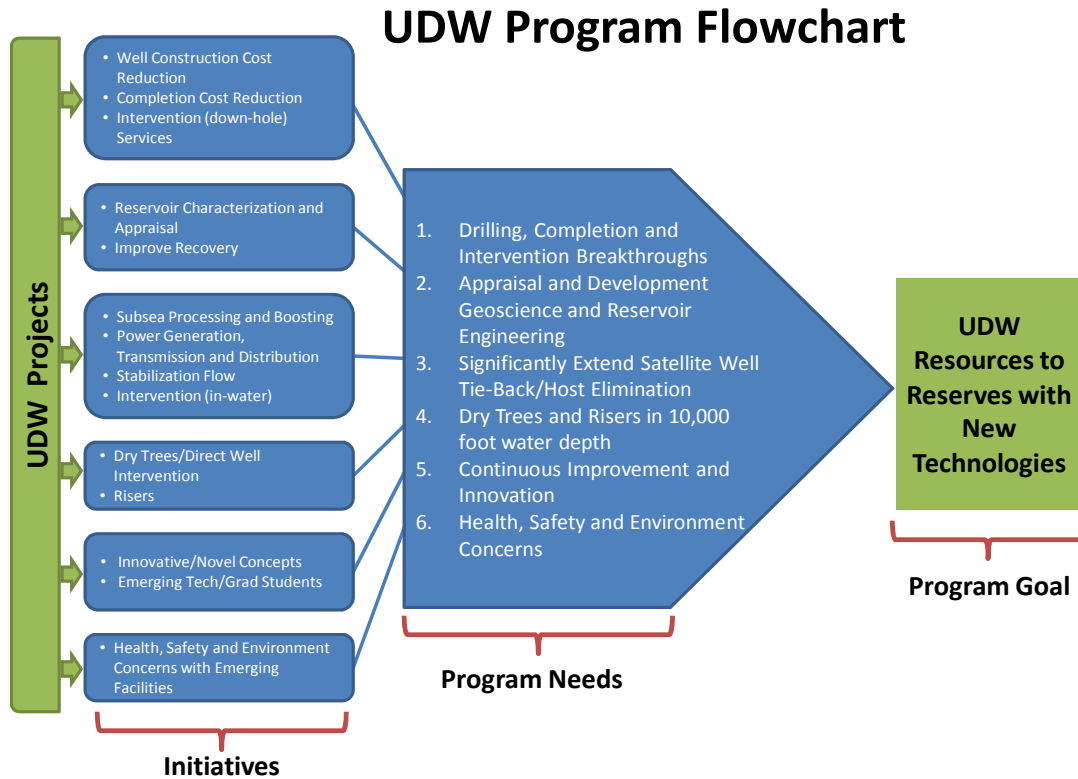 UDW Program Flowchart
UDW Projects
• Well Construction Cost
Reduction
• Completion Cost Reduction
• Intervention (down-hole)
Services
• Reservoir Characterization and
Appraisal
• Improve Recovery
• Subsea Processing and Boosting
• Power Generation,
Transmission and Distribution
• Stabilization Flow
• Intervention (in-water)
• Dry Trees/Direct Well
Intervention
• Risers
• Innovative/Novel Concepts
• Emerging Tech/Grad Students
• Health, Safety and Environment
Concerns with Emerging
Facilities
Initiatives
1. Drilling, Completion and
Intervention Breakthroughs
2. Appraisal and Development
Geoscience and Reservoir
Engineering
3. Significantly Extend Satellite Well
Tie-Back/Host Elimination
4. Dry Trees and Risers in 10,000
foot water depth
5. Continuous Improvement and
Innovation
6. Health, Safety and Environment
Concerns
Program Needs
UDW
Resources to
Reserves with
New
Technologies
Program Goal